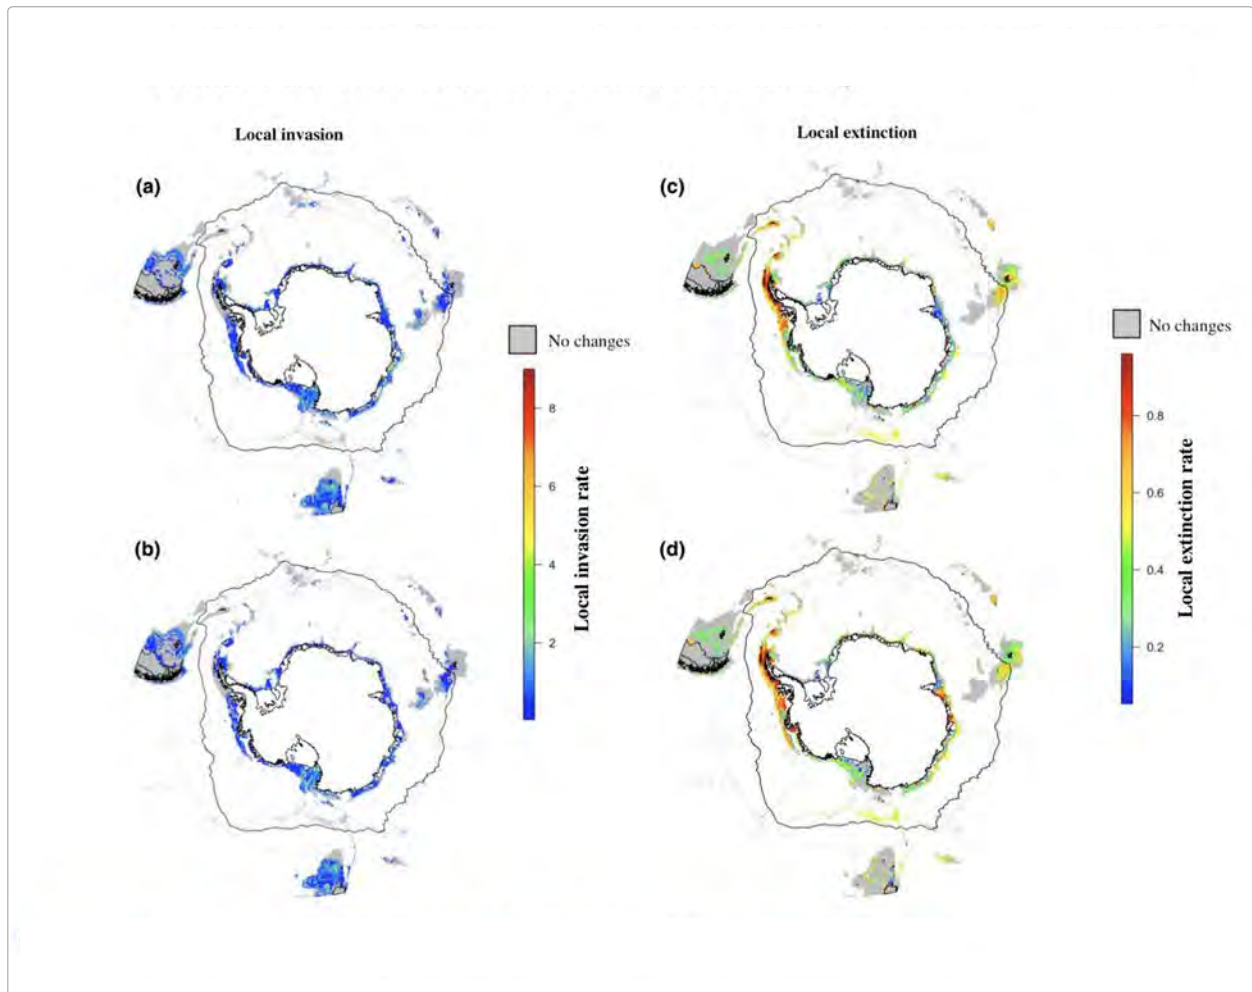 Local invasion
Local extinction
(a)
(c)
No changes
No changes
8
6
4
2
Local invasion rate
0.8
0.6
0.4
0.2
Local extinction rate
(b)
(d)